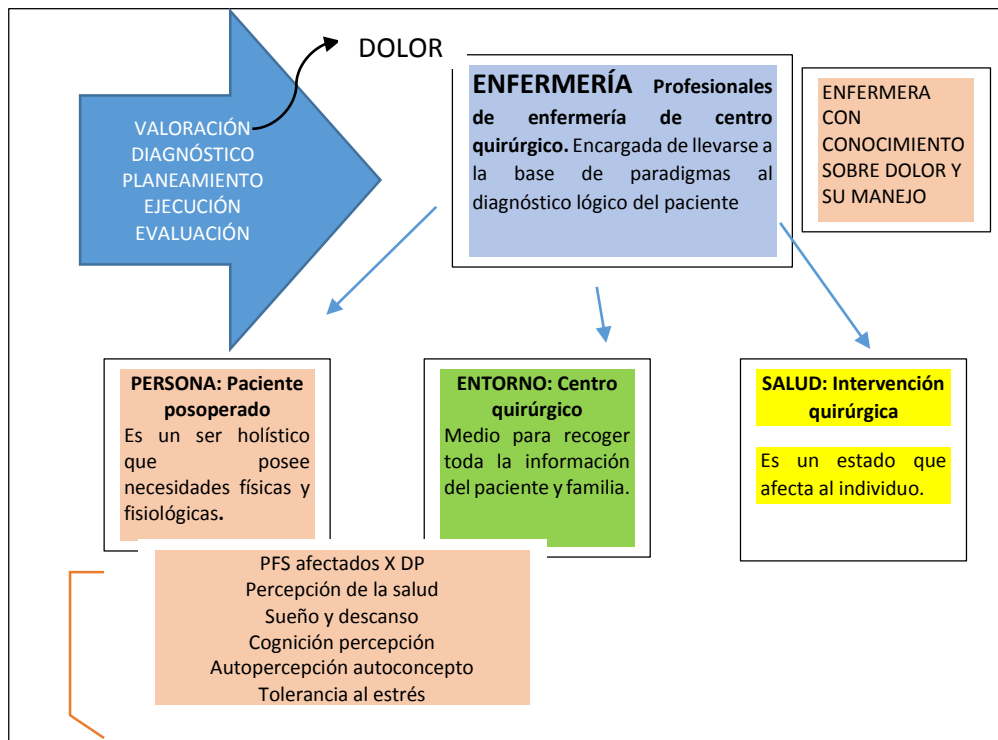 DOLOR
VALORACIÓN
DIAGNÓSTICO
PLANEAMIENTO
EJECUCIÓN
EVALUACIÓN
ENFERMERÍA Profesionales
de enfermería de centro
quirúrgico. Encargada de llevarse a
la base de paradigmas al
diagnóstico lógico del paciente
ENFERMERA
CON
CONOCIMIENTO
SOBRE DOLOR Y
SU MANEJO
PERSONA: Paciente
posoperado
Es un ser holístico
que posee
necesidades físicas y
fisiológicas.
ENTORNO: Centro
quirúrgico
Medio para recoger
toda la información
del paciente y familia.
SALUD: Intervención
quirúrgica
Es un estado que
afecta al individuo.
PFS afectados X DP
Percepción de la salud
Sueño y descanso
Cognición percepción
Autopercepción autoconcepto
Tolerancia al estrés